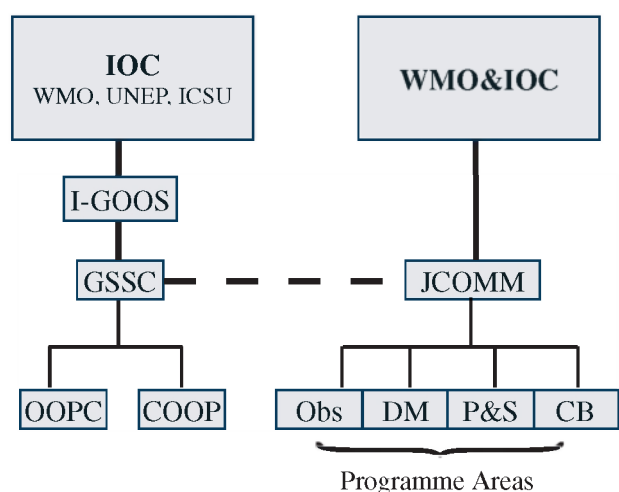 IOC
WMO, UNEP, ICSU
WMO&IOC
I-GOOS
GSSC
JCOMM
OOPC
COOP
Obs
DM
P&S
CB
Programme Areas